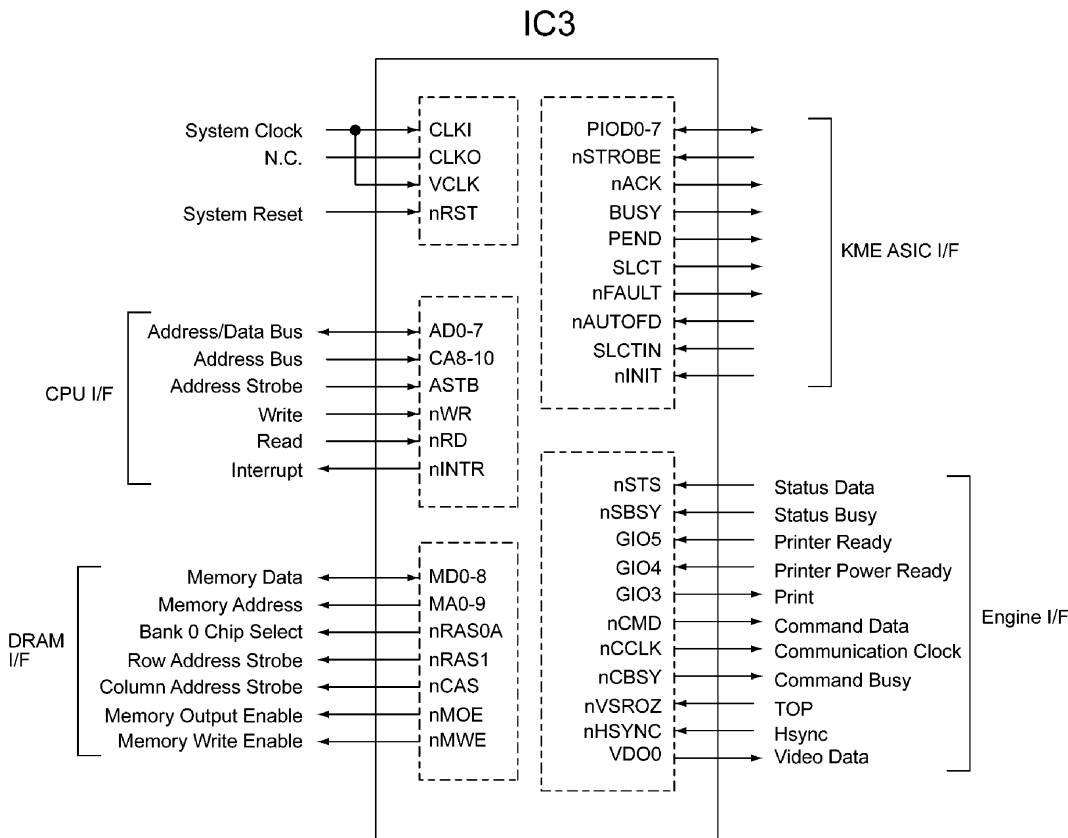 IC3
System Clock CLKI
N.C. CLKO
VCLK
System Reset nRST
CPU I/F
Address/Data Bus AD0-7
Address Bus CA8-10
Address Strobe ASTB
Write nWR
Read nRD
Interrupt nINTR
DRAM
I/F
Memory Data MD0-8
Memory Address MA0-9
Bank 0 Chip Select nRAS0A
Row Address Strobe nRAS1
Column Address Strobe nCAS
Memory Output Enable nMOE
Memory Write Enable nMWE
PIOD0-7
nSTROBE
nACK
BUSY
PEND
SLCT
nFAULT
nAUTOFD
SLCTIN
nINIT
KME ASIC I/F
nSTS Status Data
nSBSY Status Busy
GIO5 Printer Ready
GIO4 Printer Power Ready
GIO3 Print
nCMD Command Data
nCCLK Communication Clock
nCBSY Command Busy
nVSROZ TOP
nHSYNC Hsync
VDO0 Video Data
Engine I/F